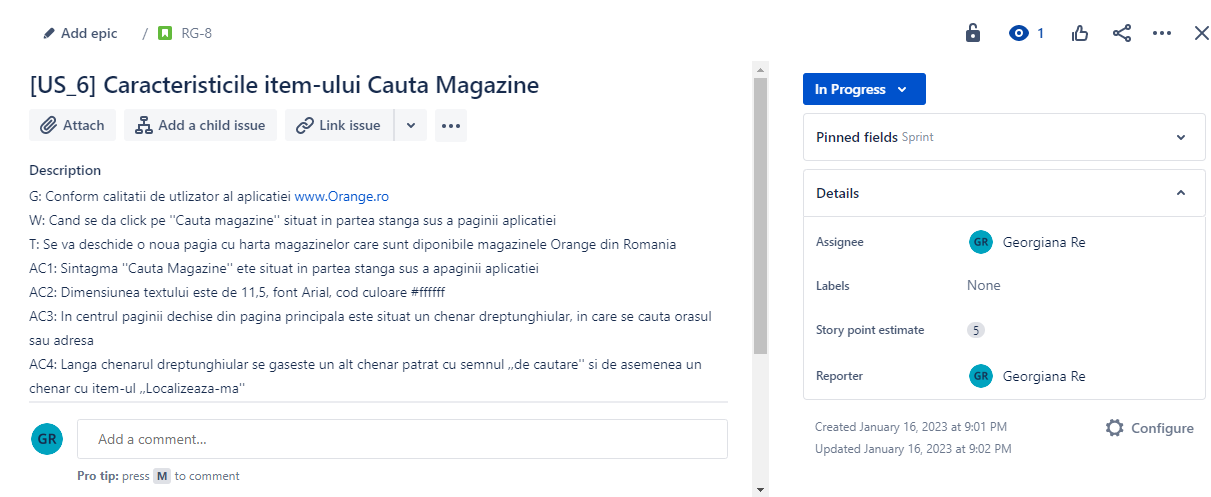 Add epic / RG-8
1
[US_6] Caracteristicile item-ului Cauta Magazine
Attach Add a child issue Link issue
Description
G: Conform calitatii de utlizator al aplicatiei www.Orange.ro
W: Cand se da click pe "Cauta magazine" situat in partea stanga sus a paginii aplicatiei
T: Se va deschide o noua pagia cu harta magazinelor care sunt diponibile magazinele Orange din Romania
AC1: Sintagma "Cauta Magazine" ete situat in partea stanga sus a apaginii aplicatiei
AC2: Dimensiunea textului este de 11,5, font Arial, cod culoare #ffffff
AC3: In centrul paginii dechise din pagina principala este situat un chenar dreptunghiular, in care se cauta orasul
sau adresa
AC4: Langa chenarul dreptunghiular se gaseste un alt chenar patrat cu semnul ,,de cautare" si de asemenea un
chenar cu item-ul ,,Localizeaza-ma"
GR Add a comment...
Pro tip: press M to comment
In Progress
Pinned fields Sprint
Details
Assignee GR Georgiana Re
Labels None
Story point estimate 5
Reporter GR Georgiana Re
Created January 16, 2023 at 9:01 PM
Updated January 16, 2023 at 9:02 PM
Configure